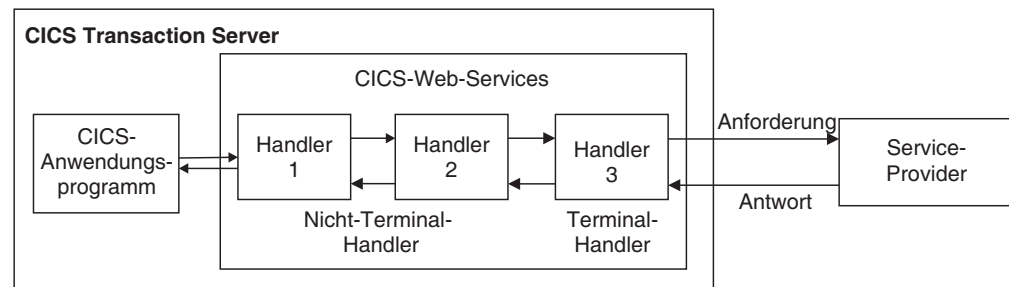 CICS Transaction Server
CICS-Web-Services
CICS-
Anwendungs-
programm
Handler
1
Handler
2
Handler
3
Anforderung
Service-
Provider
Antwort
Nicht-Terminal-
Handler
Terminal-
Handler